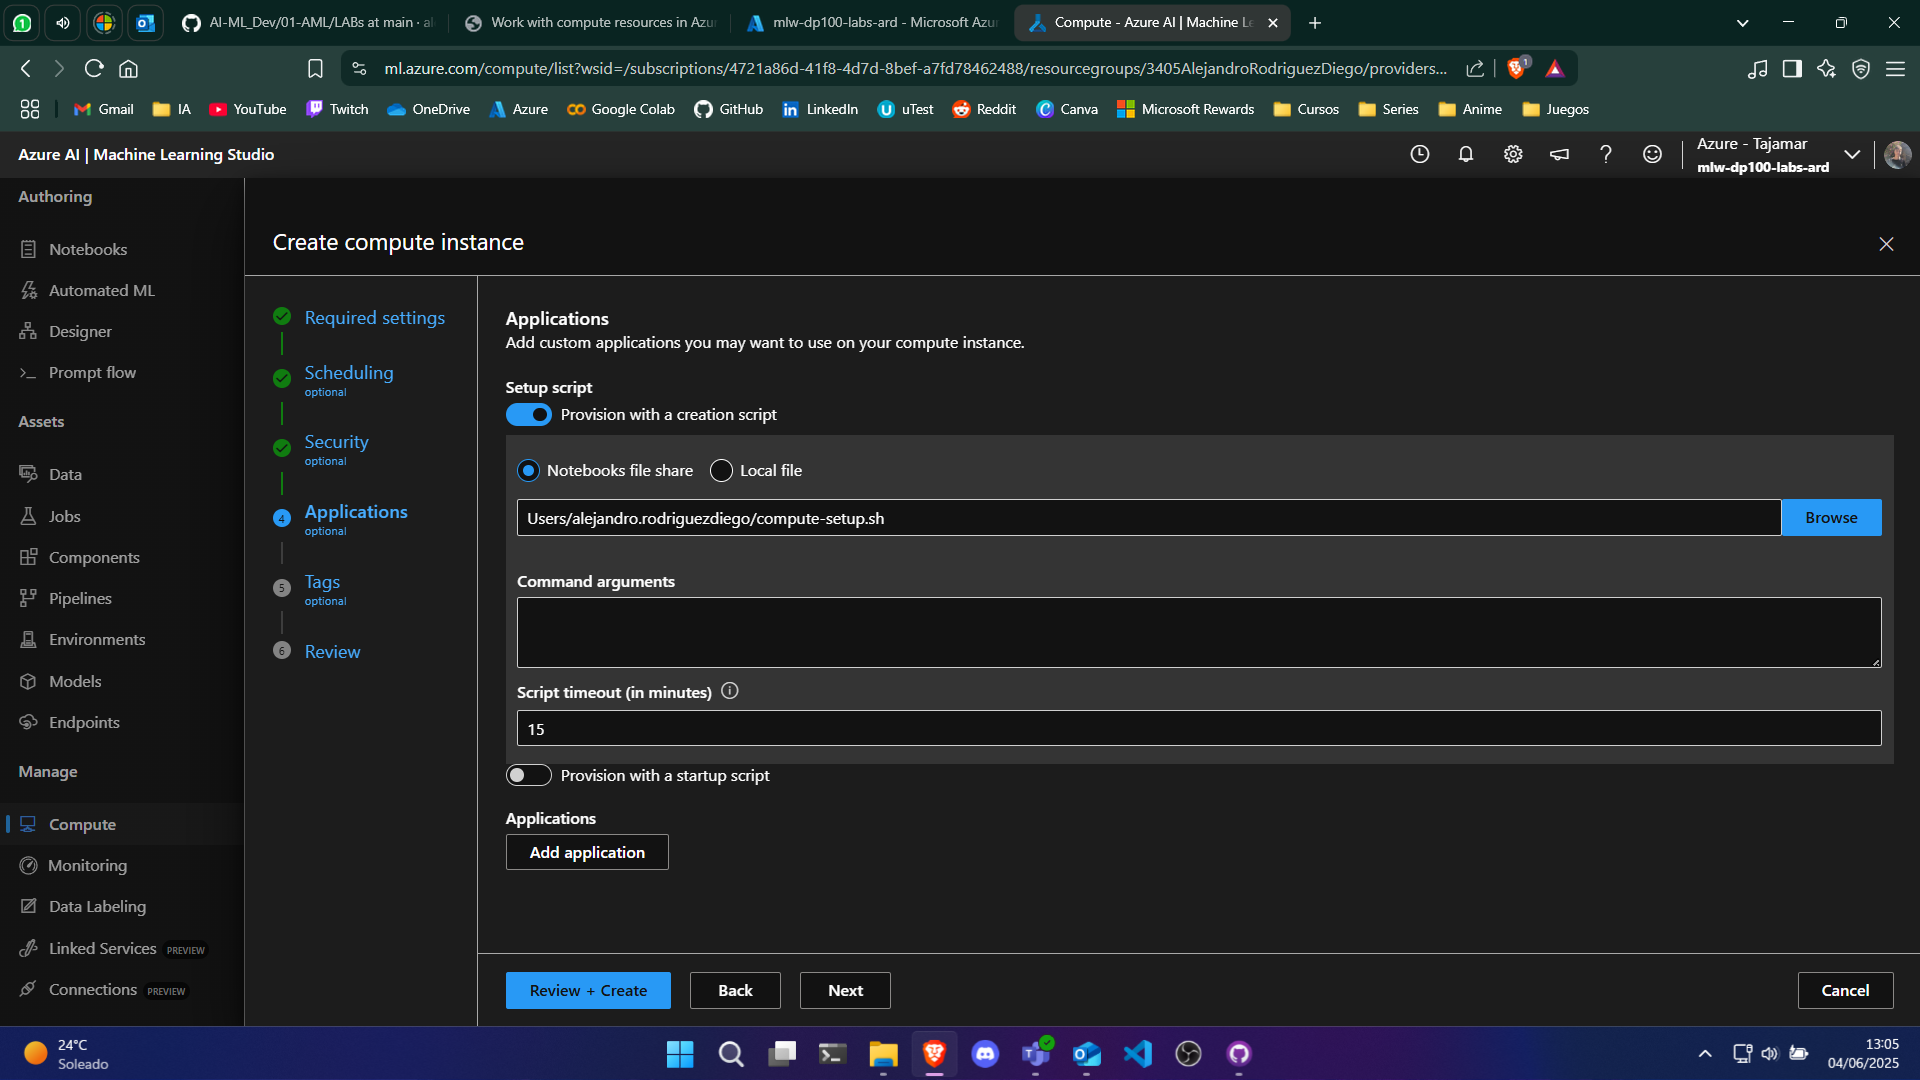 1
AI-ML_Dev/01-AML/LABs at main · al
Work with compute resources in Azu
mlw-dp100-labs-ard - Microsoft Azur
Compute - Azure AI | Machine Le
ml.azure.com/compute/list?wsid=/subscriptions/4721a86d-41f8-4d7d-8bef-a7fd78462488/resourcegroups/3405AlejandroRodriguezDiego/providers...
1
Gmail
IA
YouTube
Twitch
OneDrive
Azure
Google Colab
GitHub
LinkedIn
uTest
Reddit
Canva
Microsoft Rewards
Cursos
Series
Anime
Juegos
Azure AI | Machine Learning Studio
Azure - Tajamar
mlw-dp100-labs-ard
Authoring
Notebooks
Automated ML
Designer
Prompt flow
Assets
Data
Jobs
Components
Pipelines
Environments
Models
Endpoints
Manage
Compute
Monitoring
Data Labeling
Linked Services PREVIEW
Connections PREVIEW
Create compute instance
Required settings
Scheduling
optional
Security
optional
4 Applications
optional
5 Tags
optional
6 Review
Applications
Add custom applications you may want to use on your compute instance.
Setup script
Provision with a creation script
Notebooks file share
Local file
Users/alejandro.rodriguezdiego/compute-setup.sh
Browse
Command arguments
Script timeout (in minutes)
15
Provision with a startup script
Applications
Add application
Review + Create
Back
Next
Cancel
24°C
Soleado
13:05
04/06/2025